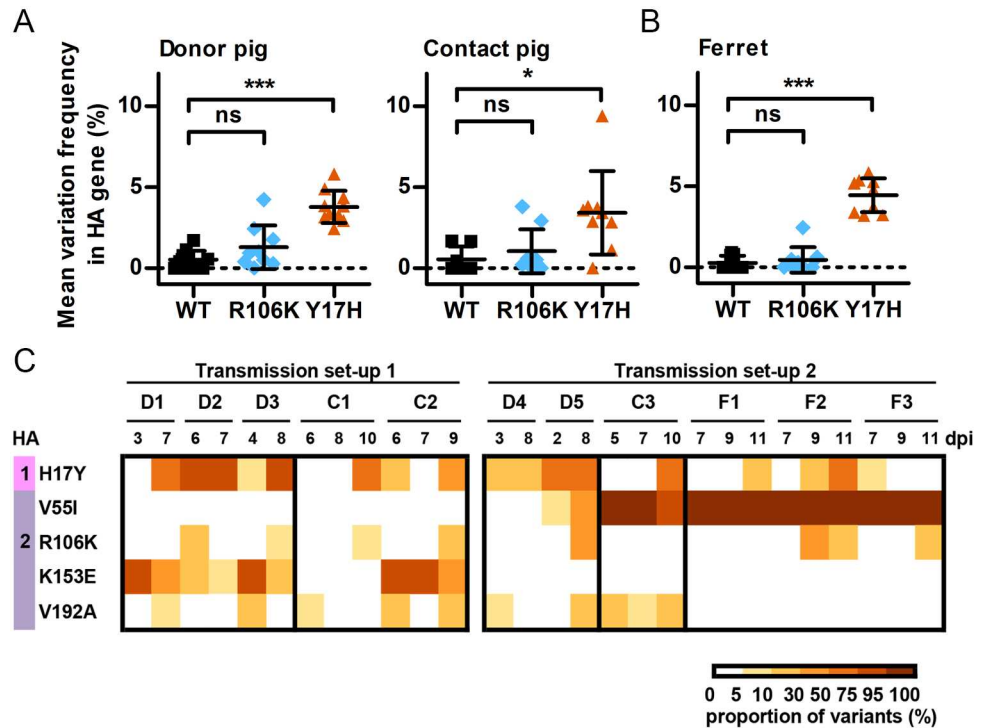 A
B
Donor pig
Contact pig
Ferret
Mean variation frequency
in HA gene (%)
10
5
0
***
ns
WT R106K Y17H
10
5
0
*
ns
WT R106K Y17H
10
5
0
***
ns
WT R106K Y17H
C
Transmission set-up 1
Transmission set-up 2
D1 D2 D3 C1 C2 D4 D5 C3 F1 F2 F3
HA 3 7 6 7 4 8 6 8 10 6 7 9 3 8 2 8 5 7 10 7 9 11 7 9 11 7 9 11 dpi
1 H17Y
V55I
2 R106K
K153E
V192A
0 5 10 30 50 75 95 100
proportion of variants (%)